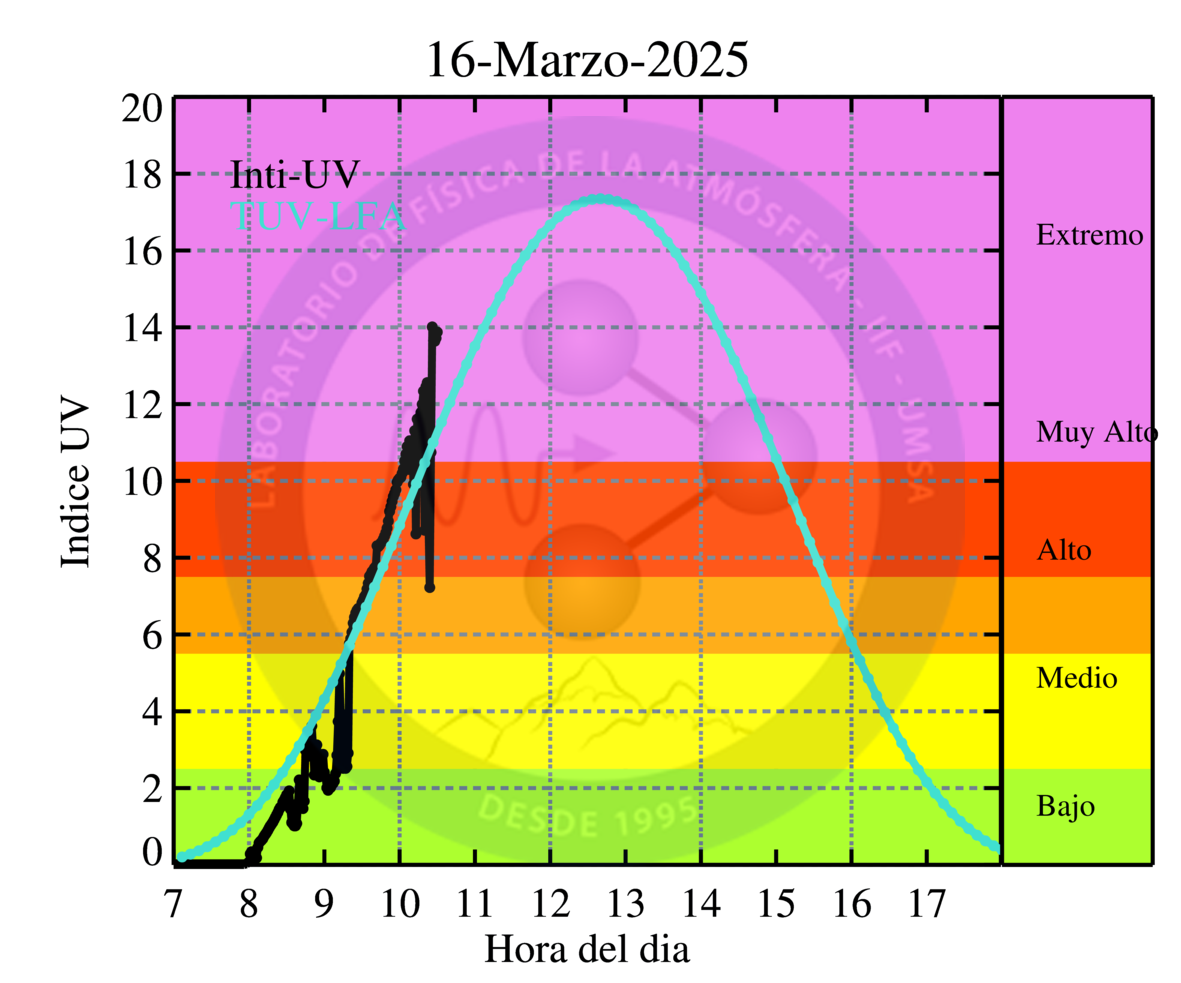 16-Marzo-2025
20
18
16
14
12
10
8
6
4
2
0
Indice UV
Inti-UV
TUV-LFA
LABORATORIO DE FÍSICA DE LA ATMÓSFERA - IIF - UMSA
DESDE 1995
Extremo
Muy Alto
Alto
Medio
Bajo
7 8 9 10 11 12 13 14 15 16 17
Hora del dia